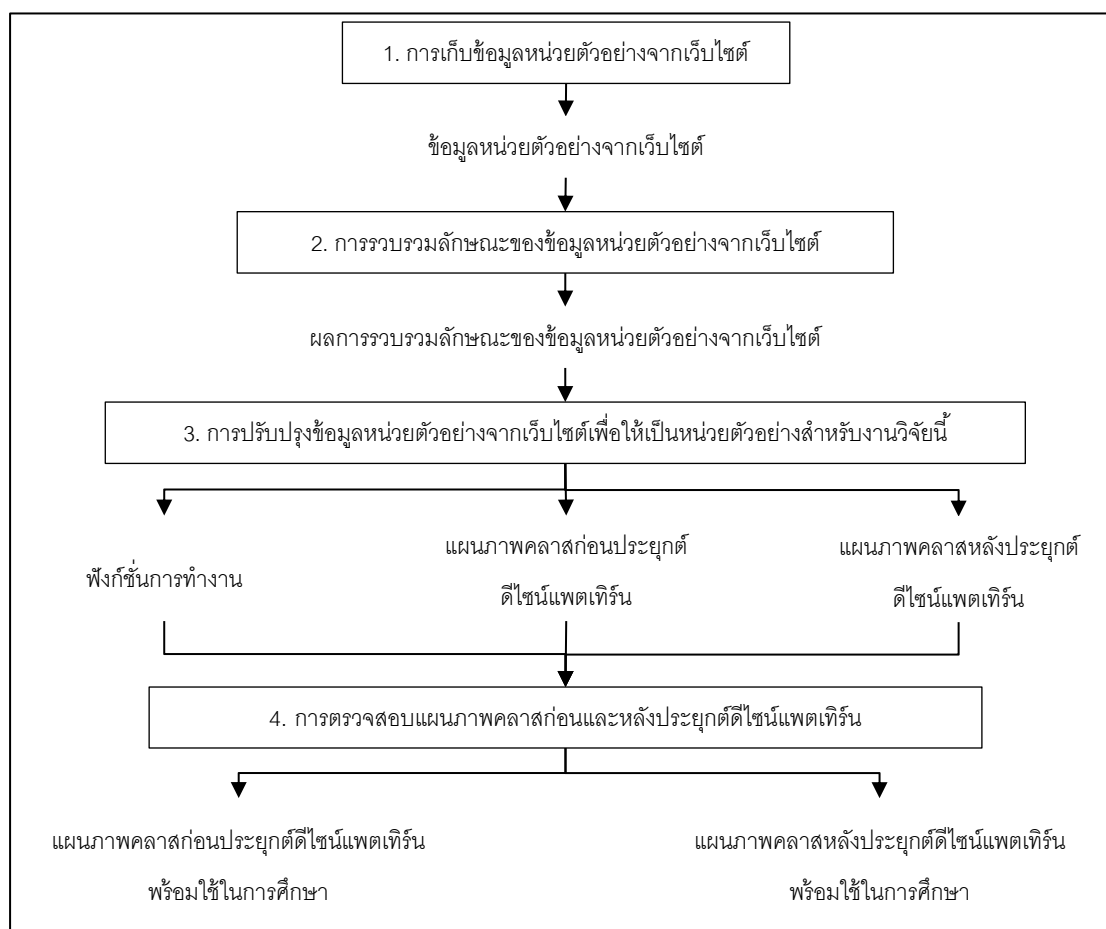 1. การเก็บข้อมูลหน่วยตัวอย่างจากเว็บไซต์
ข้อมูลหน่วยตัวอย่างจากเว็บไซต์
2. การรวบรวมลักษณะของข้อมูลหน่วยตัวอย่างจากเว็บไซต์
ผลการรวบรวมลักษณะของข้อมูลหน่วยตัวอย่างจากเว็บไซต์
3. การปรับปรุงข้อมูลหน่วยตัวอย่างจากเว็บไซต์เพื่อให้เป็นหน่วยตัวอย่างสำหรับงานวิจัยนี้
ฟังก์ชั่นการทำงาน
แผนภาพคลาสก่อนประยุกต์
ดีไซน์แพตเทิร์น
แผนภาพคลาสหลังประยุกต์
ดีไซน์แพตเทิร์น
4. การตรวจสอบแผนภาพคลาสก่อนและหลังประยุกต์ดีไซน์แพตเทิร์น
แผนภาพคลาสก่อนประยุกต์ดีไซน์แพตเทิร์น
พร้อมใช้ในการศึกษา
แผนภาพคลาสหลังประยุกต์ดีไซน์แพตเทิร์น
พร้อมใช้ในการศึกษา